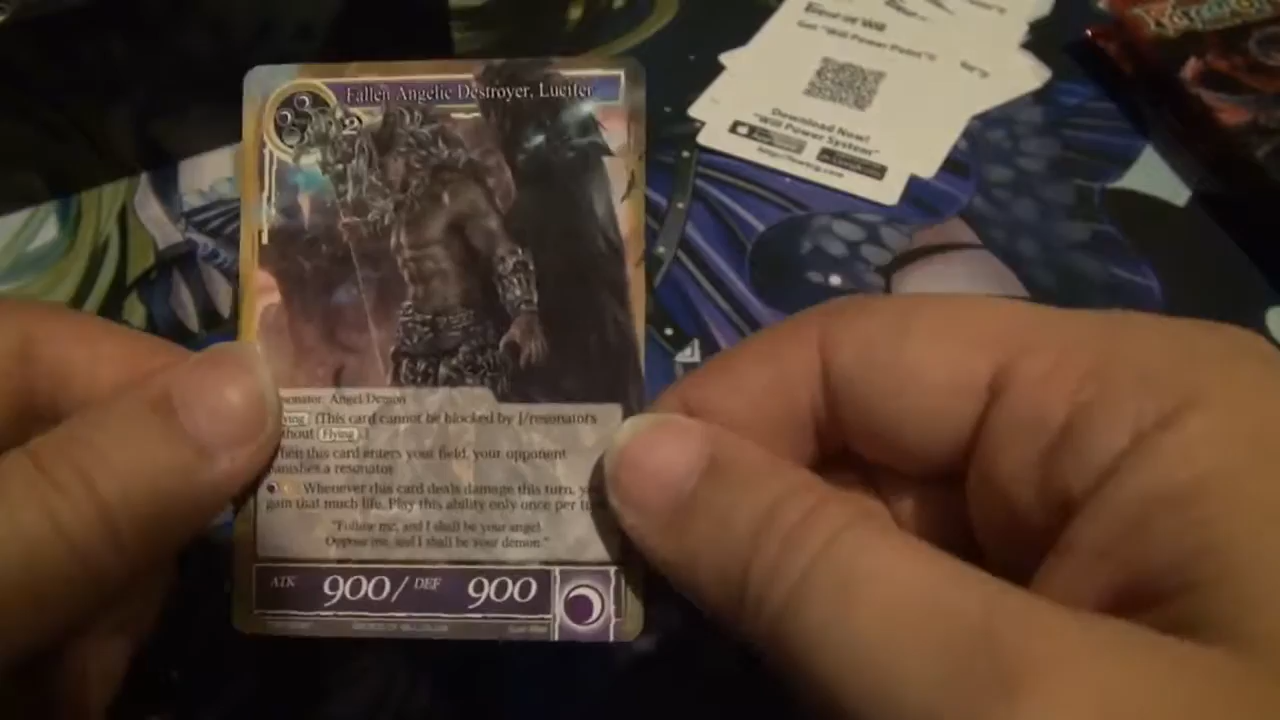 Fallen Angelic Destroyer, Lucifer
2
Resonator: Angel/Demon
Flying (This card cannot be blocked by J/resonators
without Flying.)
When this card enters your field, your opponent
banishes a resonator.
Whenever this card deals damage this turn, you
gain that much life. Play this ability only once per turn.
"Follow me, and I shall be your angel.
Oppose me, and I shall be your demon."
ATK 900 / DEF 900
of Will
Get "Will Power Point"!
Download Now!
"Will Power System"